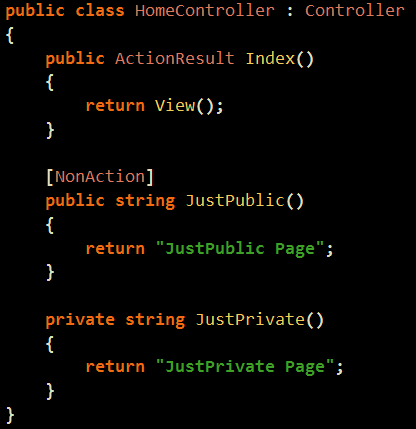 public class HomeController : Controller
{
    public ActionResult Index()
    {
        return View();
    }

    [NonAction]
    public string JustPublic()
    {
        return "JustPublic Page";
    }

    private string JustPrivate()
    {
        return "JustPrivate Page";
    }
}